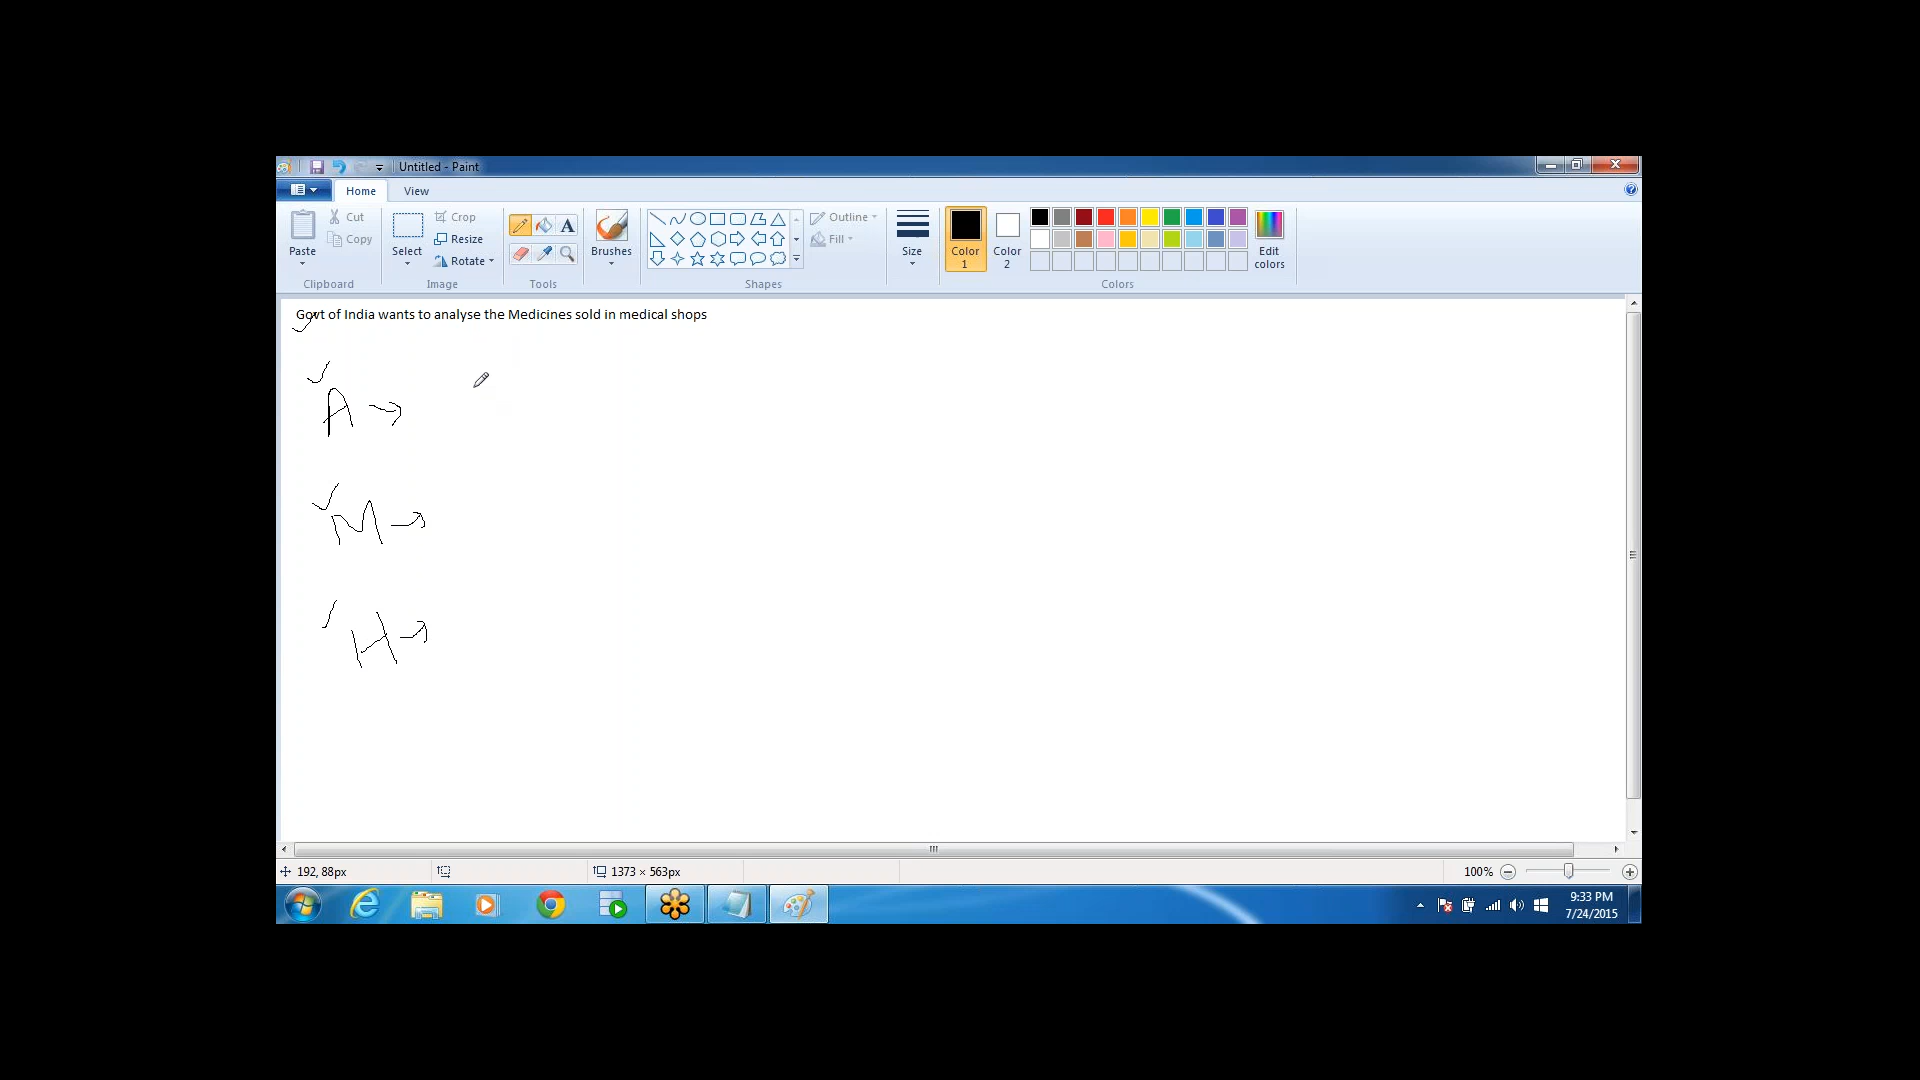 Untitled - Paint
Home View
Cut
Copy
Paste
Clipboard
Crop
Resize
Rotate
Select
Image
A
Tools
Brushes
Outline
Fill
Shapes
Size
Color 1
Color 2
Edit colors
Colors
Govt of India wants to analyse the Medicines sold in medical shops
A →
M →
H →
192, 88px
1373 × 563px
100%
9:33 PM
7/24/2015